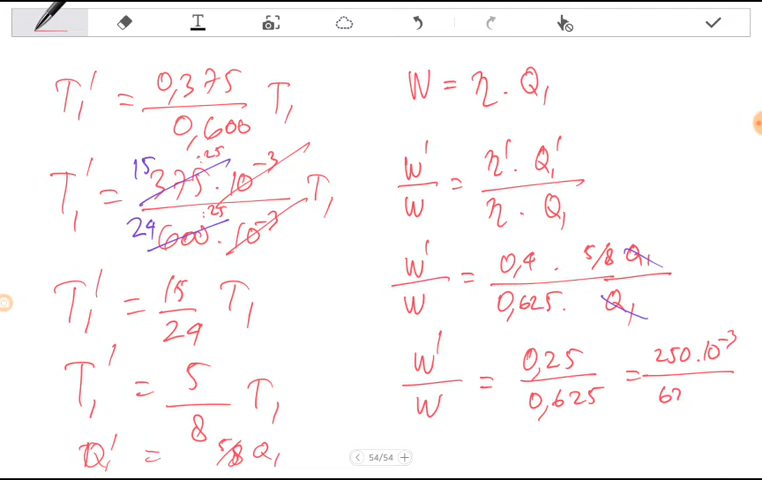 T₁' = 0,375 / 0,600 T₁
T₁' = 15 375 :25 · 10⁻³ / 24 600 :25 · 10⁻³ T₁
T₁' = 15 / 24 T₁
T₁' = 5 / 8 T₁
Q₁' = 5/8 Q₁
W = η · Q₁
W' / W = η' · Q₁' / η · Q₁
W' / W = 0,4 · 5/8 Q₁ / 0,625 · Q₁
W' / W = 0,25 / 0,625 = 250 · 10⁻³ / 62
54/54